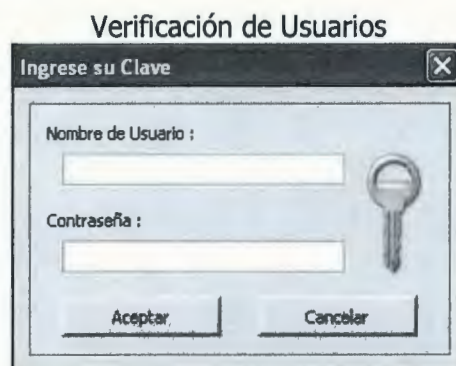 Verificación de Usuarios
Ingrese su Clave
Nombre de Usuario :
Contraseña :
Aceptar Cancelar